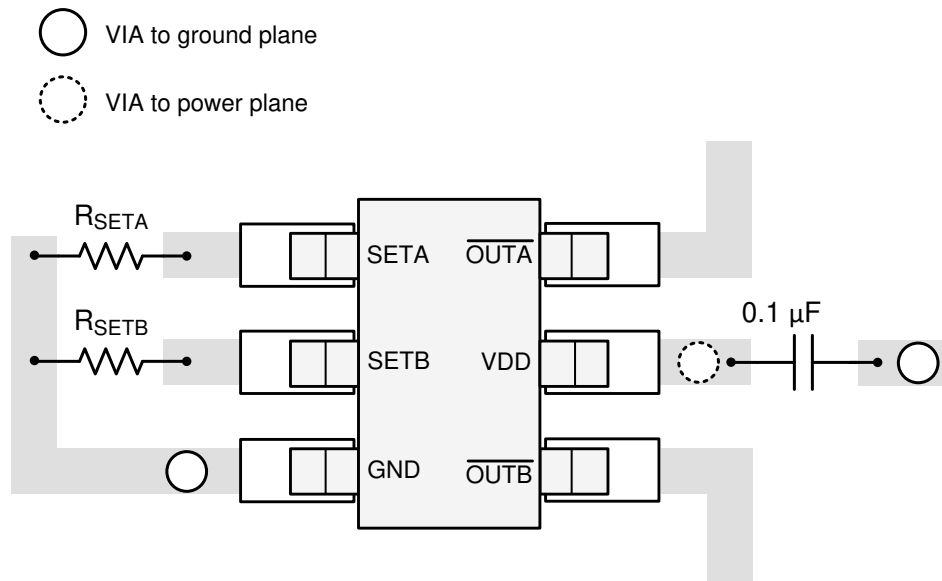 VIA to ground plane
VIA to power plane
RSETA
SETA
OUTA
RSETB
SETB
VDD
0.1 µF
GND
OUTB